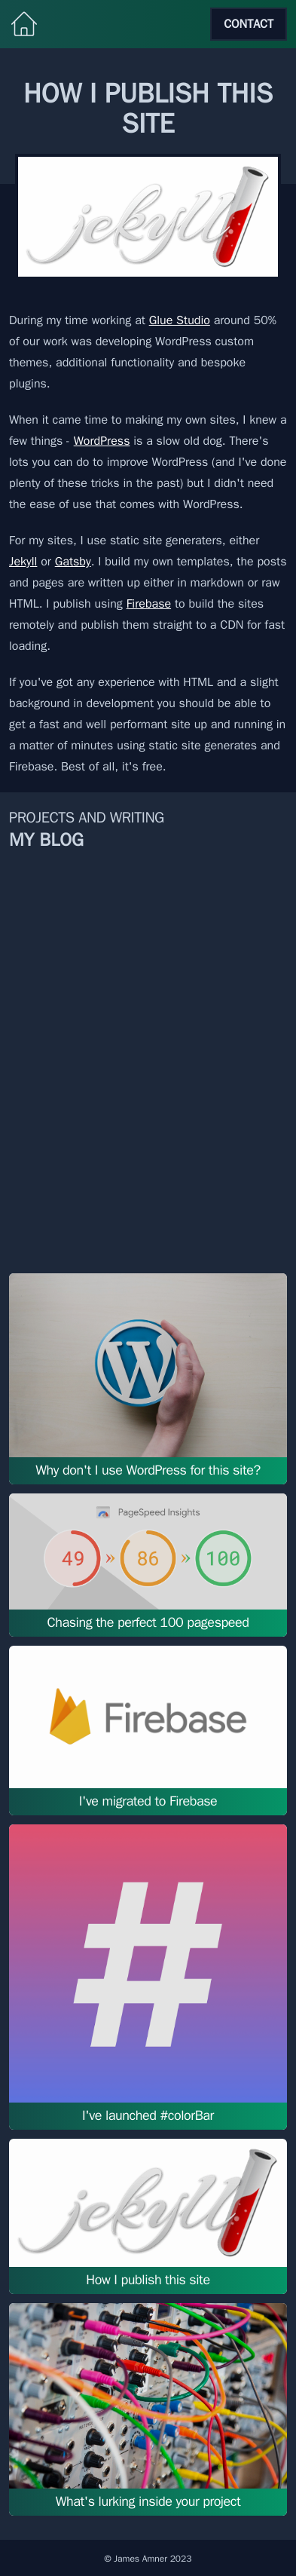 CONTACT
HOW I PUBLISH THIS
SITE
jekyll
During my time working at Glue Studio around 50%
of our work was developing WordPress custom
themes, additional functionality and bespoke
plugins.
When it came time to making my own sites, I knew a
few things - WordPress is a slow old dog. There's
lots you can do to improve WordPress (and I've done
plenty of these tricks in the past) but I didn't need
the ease of use that comes with WordPress.
For my sites, I use static site generaters, either
Jekyll or Gatsby. I build my own templates, the posts
and pages are written up either in markdown or raw
HTML. I publish using Firebase to build the sites
remotely and publish them straight to a CDN for fast
loading.
If you've got any experience with HTML and a slight
background in development you should be able to
get a fast and well performant site up and running in
a matter of minutes using static site generates and
Firebase. Best of all, it's free.
PROJECTS AND WRITING
MY BLOG
W
Why don't I use WordPress for this site?
PageSpeed Insights
49 » 86 » 100
Chasing the perfect 100 pagespeed
Firebase
I've migrated to Firebase
#
I've launched #colorBar
jekyll
How I publish this site
What's lurking inside your project
© James Amner 2023